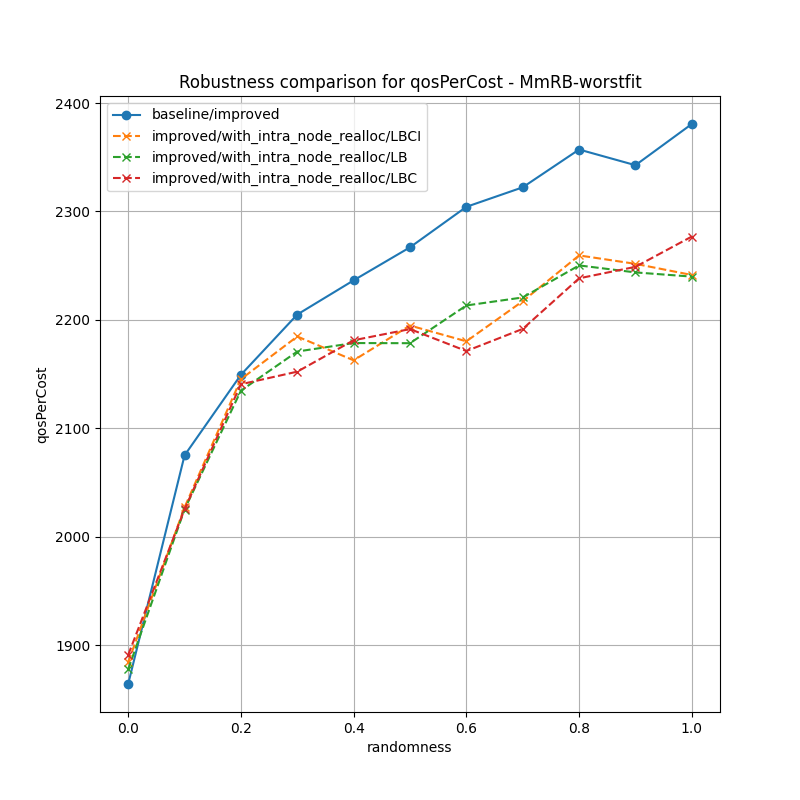 Robustness comparison for qosPerCost - MmRB-worstfit
baseline/improved
improved/with_intra_node_realloc/LBCI
improved/with_intra_node_realloc/LB
improved/with_intra_node_realloc/LBC
2400
2300
2200
2100
2000
1900
qosPerCost
0.0 0.2 0.4 0.6 0.8 1.0
randomness